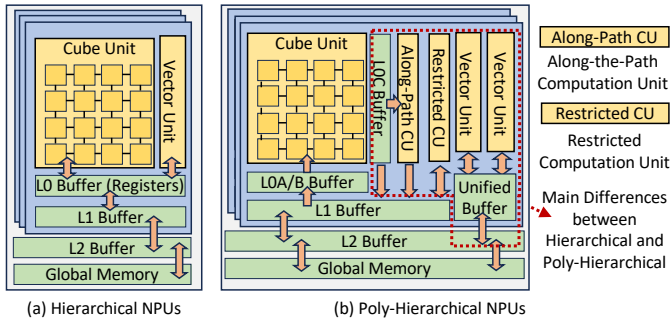 Cube Unit
Vector Unit
L0 Buffer (Registers)
L1 Buffer
L2 Buffer
Global Memory
(a) Hierarchical NPUs
Cube Unit
L0C Buffer
Along-Path CU
Restricted CU
Vector Unit
Vector Unit
L0A/B Buffer
L1 Buffer
Unified
Buffer
L2 Buffer
Global Memory
(b) Poly-Hierarchical NPUs
Along-Path CU
Along-the-Path
Computation Unit
Restricted CU
Restricted
Computation Unit
Main Differences
between
Hierarchical and
Poly-Hierarchical